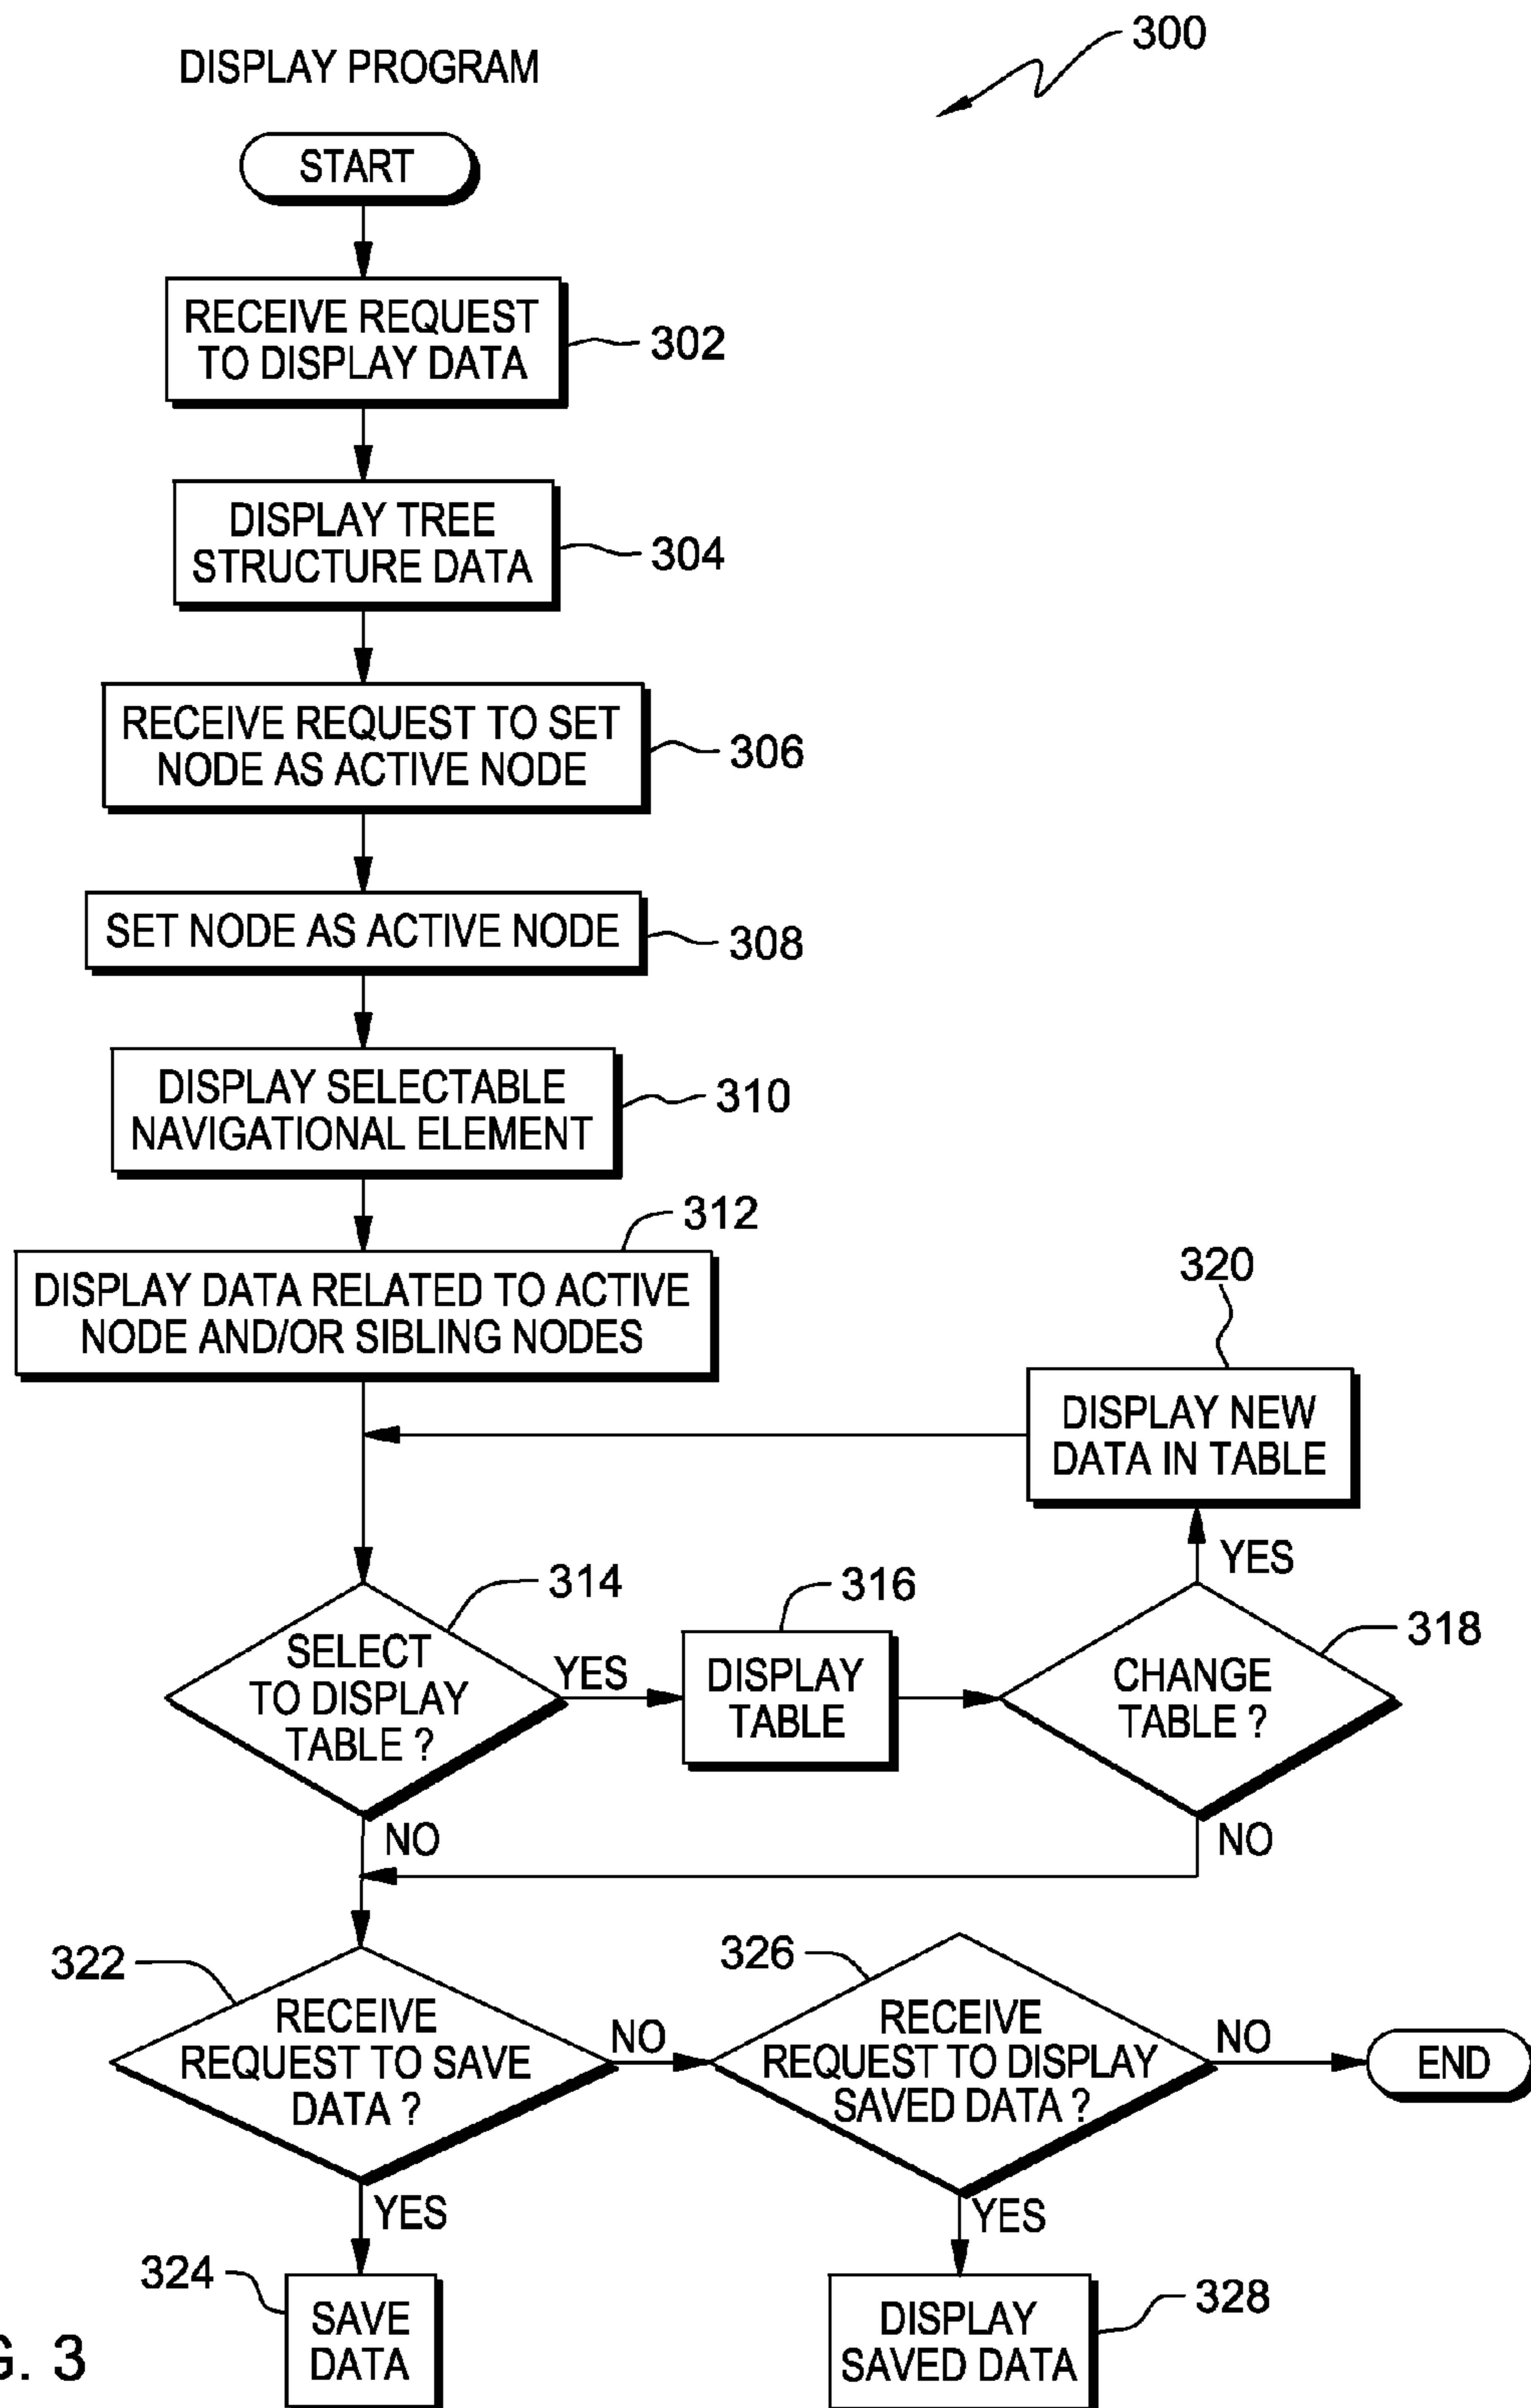 300
DISPLAY PROGRAM
START
RECEIVE REQUEST
TO DISPLAY DATA
302
DISPLAY TREE
STRUCTURE DATA
304
RECEIVE REQUEST TO SET
NODE AS ACTIVE NODE
306
SET NODE AS ACTIVE NODE
308
DISPLAY SELECTABLE
NAVIGATIONAL ELEMENT
310
312
DISPLAY DATA RELATED TO ACTIVE
NODE AND/OR SIBLING NODES
320
DISPLAY NEW
DATA IN TABLE
YES
314
SELECT
TO DISPLAY
TABLE ?
YES
316
DISPLAY
TABLE
318
CHANGE
TABLE ?
NO
NO
322
RECEIVE
REQUEST TO SAVE
DATA ?
NO
326
RECEIVE
REQUEST TO DISPLAY
SAVED DATA ?
NO
END
YES
YES
324
SAVE
DATA
328
DISPLAY
SAVED DATA
G. 3